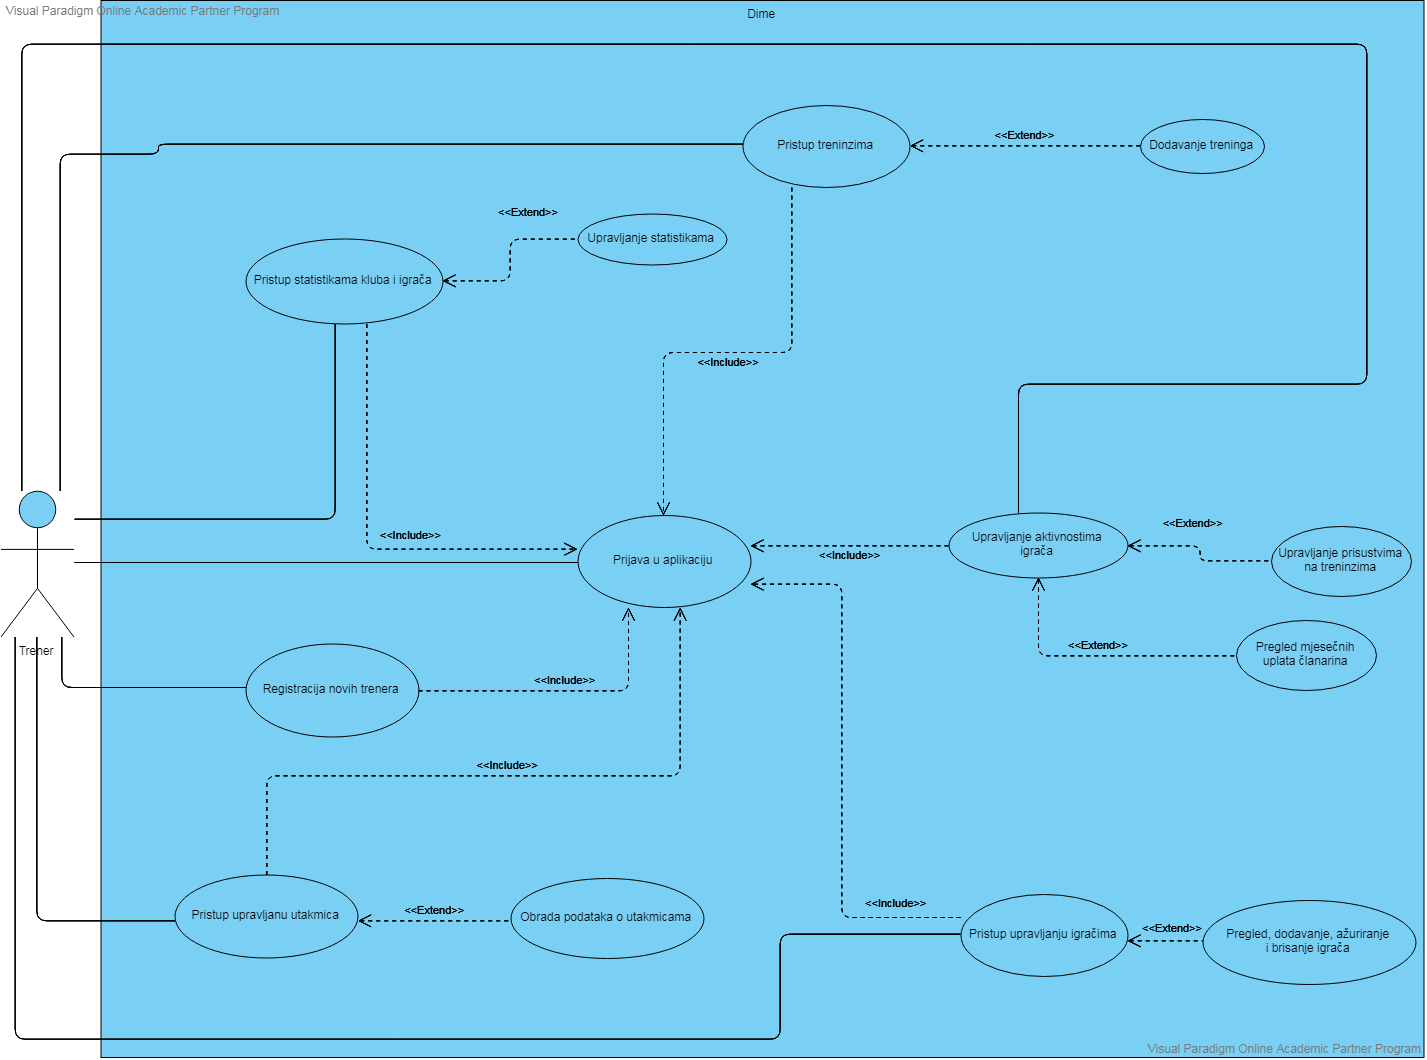 Visual Paradigm Online Academic Partner Program
Dime
<<Extend>>
Pristup treninzima
Dodavanje treninga
<<Extend>>
Upravljanje statistikama
Pristup statistikama kluba i igrača
<<Include>>
<<Include>>
<<Extend>>
Upravljanje aktivnostima
igrača
<<Include>>
Upravljanje prisustvima
na treninzima
Prijava u aplikaciju
Trener
<<Extend>>
Pregled mjesečnih
uplata članarina
<<Include>>
Registracija novih trenera
<<Include>>
<<Include>>
<<Extend>>
Pristup upravljanu utakmica
Obrada podataka o utakmicama
<<Extend>>
Pristup upravljanju igračima
Pregled, dodavanje, ažuriranje
i brisanje igrača
Visual Paradigm Online Academic Partner Program